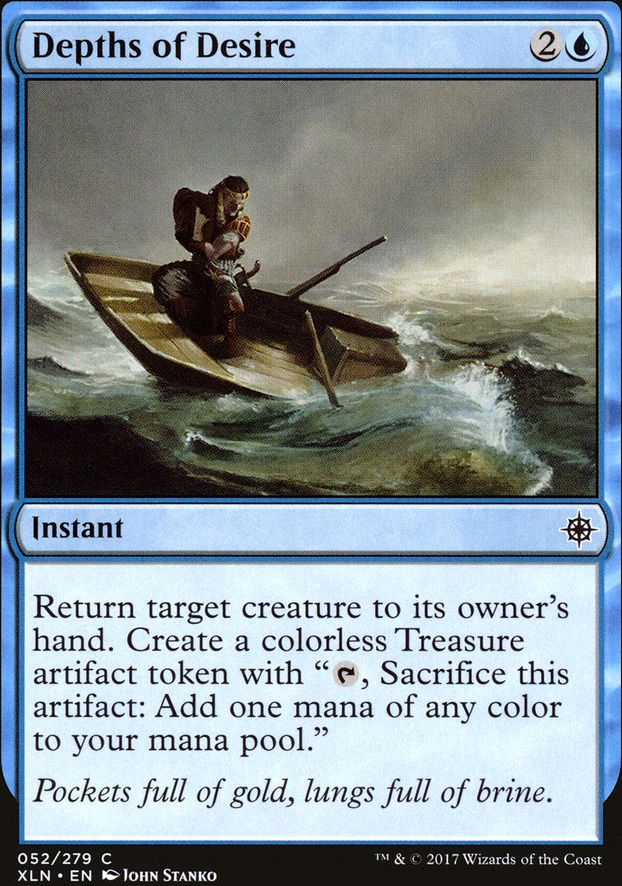 Depths of Desire
2
Instant
Return target creature to its owner's
hand. Create a colorless Treasure
artifact token with “, Sacrifice this
artifact: Add one mana of any color
to your mana pool.”
Pockets full of gold, lungs full of brine.
052/279 C
XLN • EN John Stanko
™ & © 2017 Wizards of the Coast